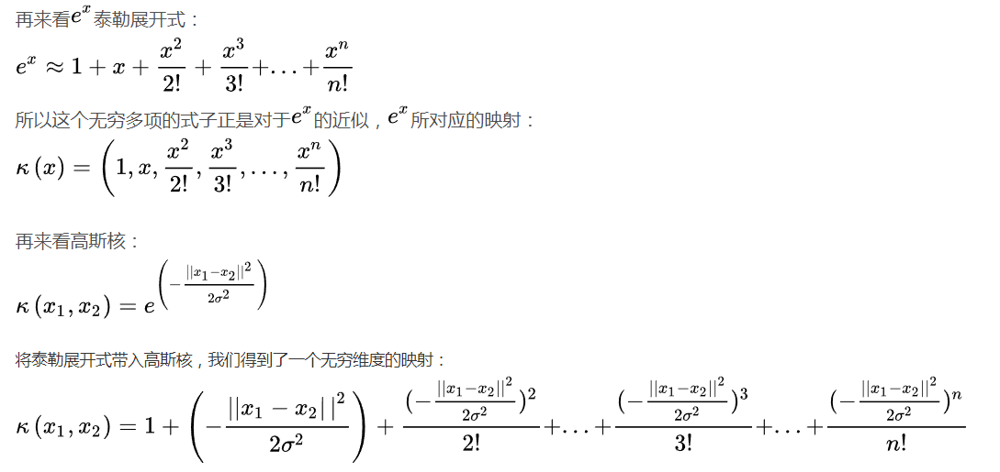 再来看$e^x$泰勒展开式：
$e^x \approx 1 + x + \frac{x^2}{2!} + \frac{x^3}{3!} + \ldots + \frac{x^n}{n!}$
所以这个无穷多项的式子正是对于$e^x$的近似，$e^x$所对应的映射：
$\kappa(x) = \left(1, x, \frac{x^2}{2!}, \frac{x^3}{3!}, \ldots, \frac{x^n}{n!}\right)$
再来看高斯核：
$\kappa(x_1, x_2) = e^{\left(-\frac{||x_1-x_2||^2}{2\sigma^2}\right)}$
将泰勒展开式带入高斯核，我们得到了一个无穷维度的映射：
$\kappa(x_1, x_2) = 1 + \left(-\frac{||x_1-x_2||^2}{2\sigma^2}\right) + \frac{(-\frac{||x_1-x_2||^2}{2\sigma^2})^2}{2!} + \ldots + \frac{(-\frac{||x_1-x_2||^2}{2\sigma^2})^3}{3!} + \ldots + \frac{(-\frac{||x_1-x_2||^2}{2\sigma^2})^n}{n!}$